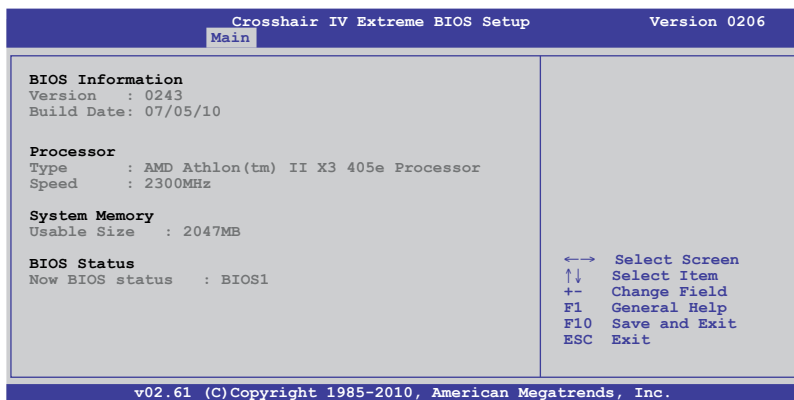 Crosshair IV Extreme BIOS Setup Version 0206
Main
BIOS Information
Version : 0243
Build Date: 07/05/10
Processor
Type : AMD Athlon(tm) II X3 405e Processor
Speed : 2300MHz
System Memory
Usable Size : 2047MB
BIOS Status
Now BIOS status : BIOS1
←→ Select Screen
↑↓ Select Item
+- Change Field
F1 General Help
F10 Save and Exit
ESC Exit
v02.61 (C)Copyright 1985-2010, American Megatrends, Inc.